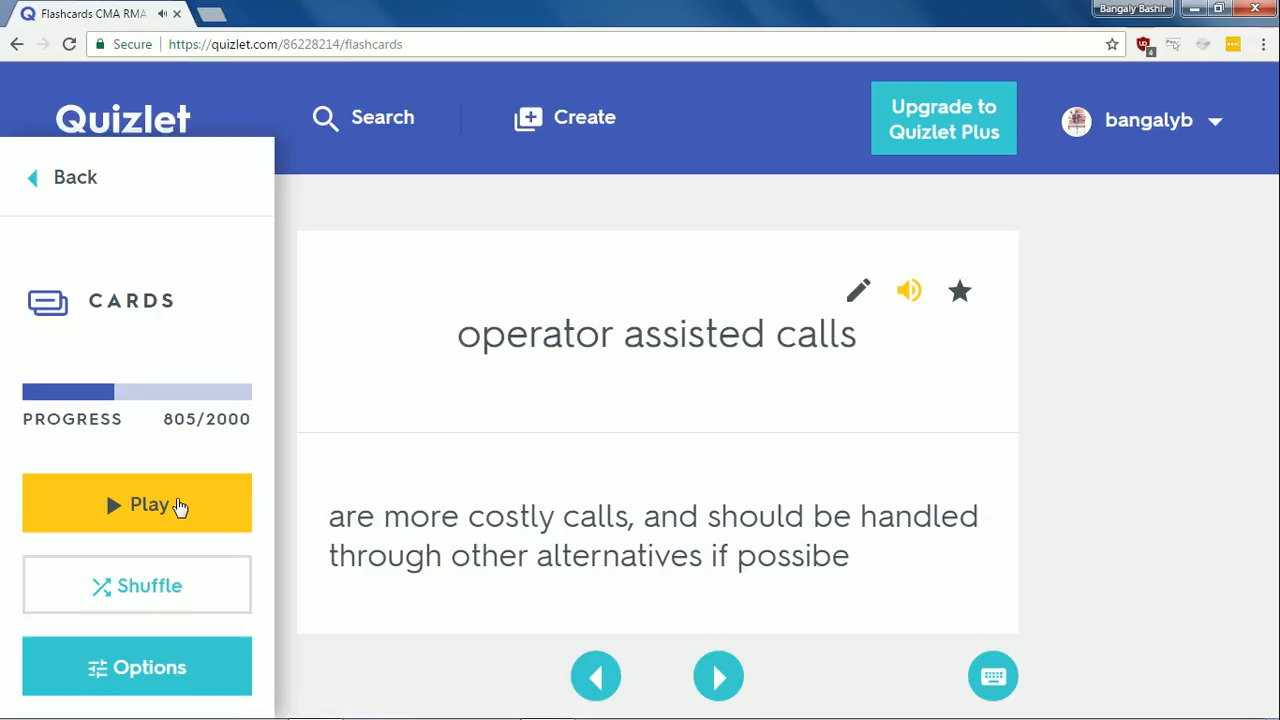 Flashcards CMA RMA
Bangaly Bashir
Secure
https://quizlet.com/86228214/flashcards
4
Quizlet
Search
Create
Upgrade to
Quizlet Plus
bangalyb
Back
CARDS
PROGRESS 805/2000
Play
Shuffle
Options
operator assisted calls
are more costly calls, and should be handled
through other alternatives if possibe